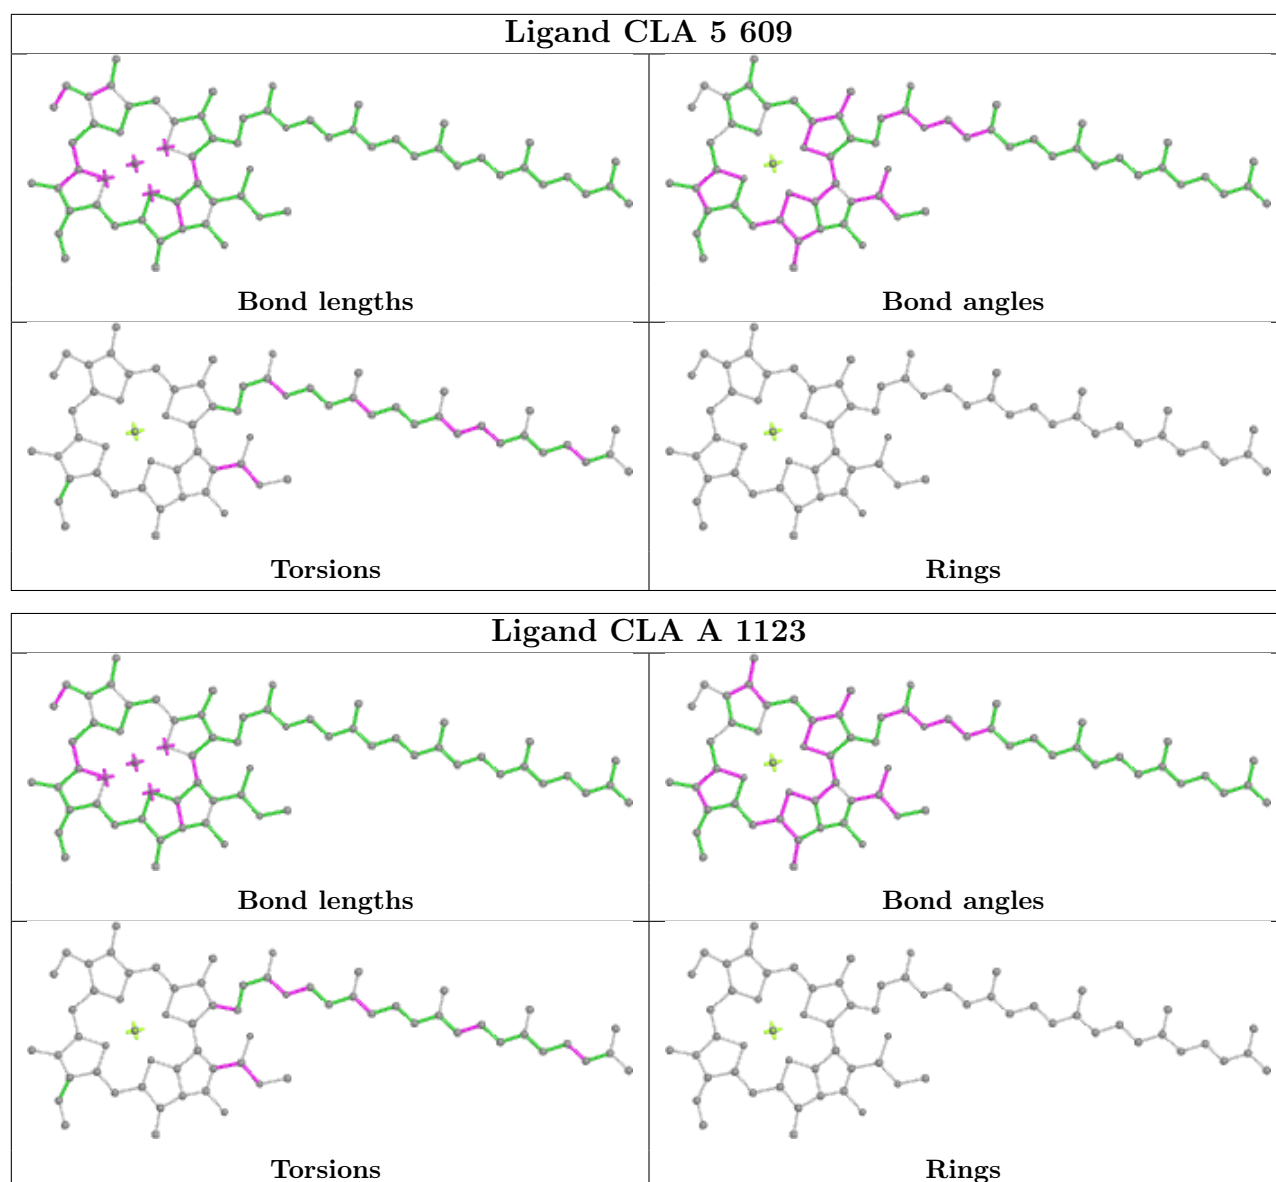 Ligand CLA 5 609
Bond lengths
Bond angles
Torsions
Rings
Ligand CLA A 1123
Bond lengths
Bond angles
Torsions
Rings